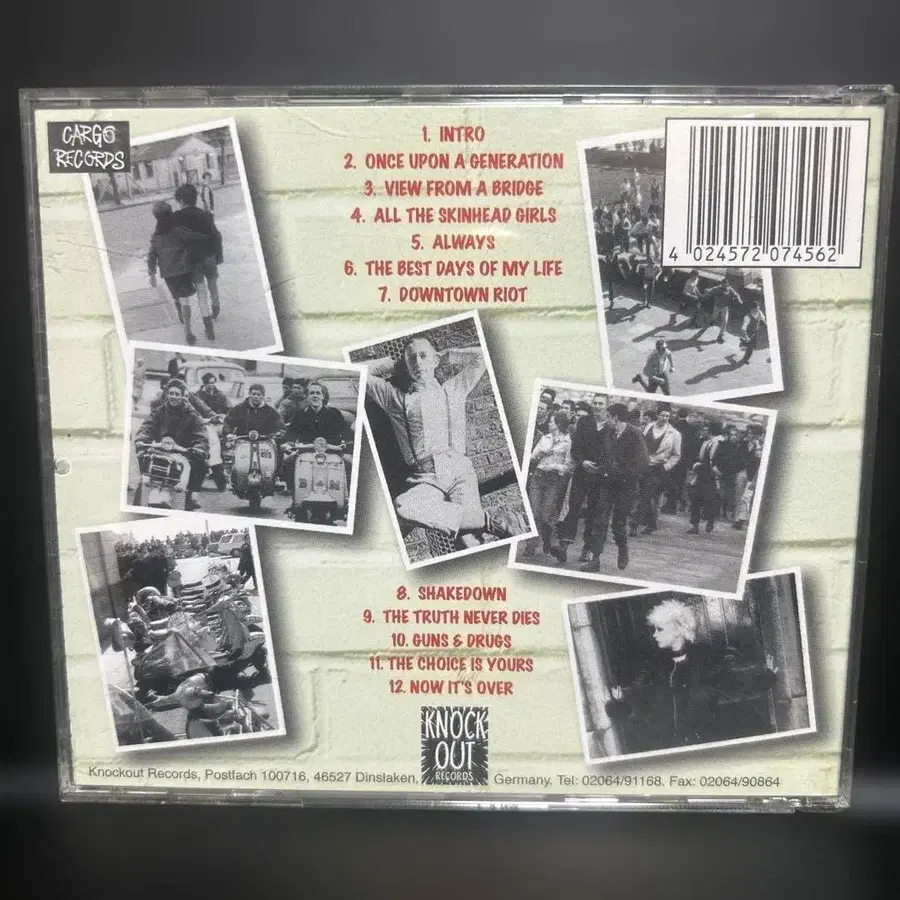 CARGO
RECORDS
1. INTRO
2. ONCE UPON A GENERATION
3. VIEW FROM A BRIDGE
4. ALL THE SKINHEAD GIRLS
5. ALWAYS
6. THE BEST DAYS OF MY LIFE
7. DOWNTOWN RIOT
4 024572 074562
8. SHAKEDOWN
9. THE TRUTH NEVER DIES
10. GUNS & DRUGS
11. THE CHOICE IS YOURS
12. NOW IT'S OVER
KNOCK
OUT
RECORDS
Knockout Records, Postfach 100716, 46527 Dinslaken, Germany. Tel: 02064/91168. Fax: 02064/90864